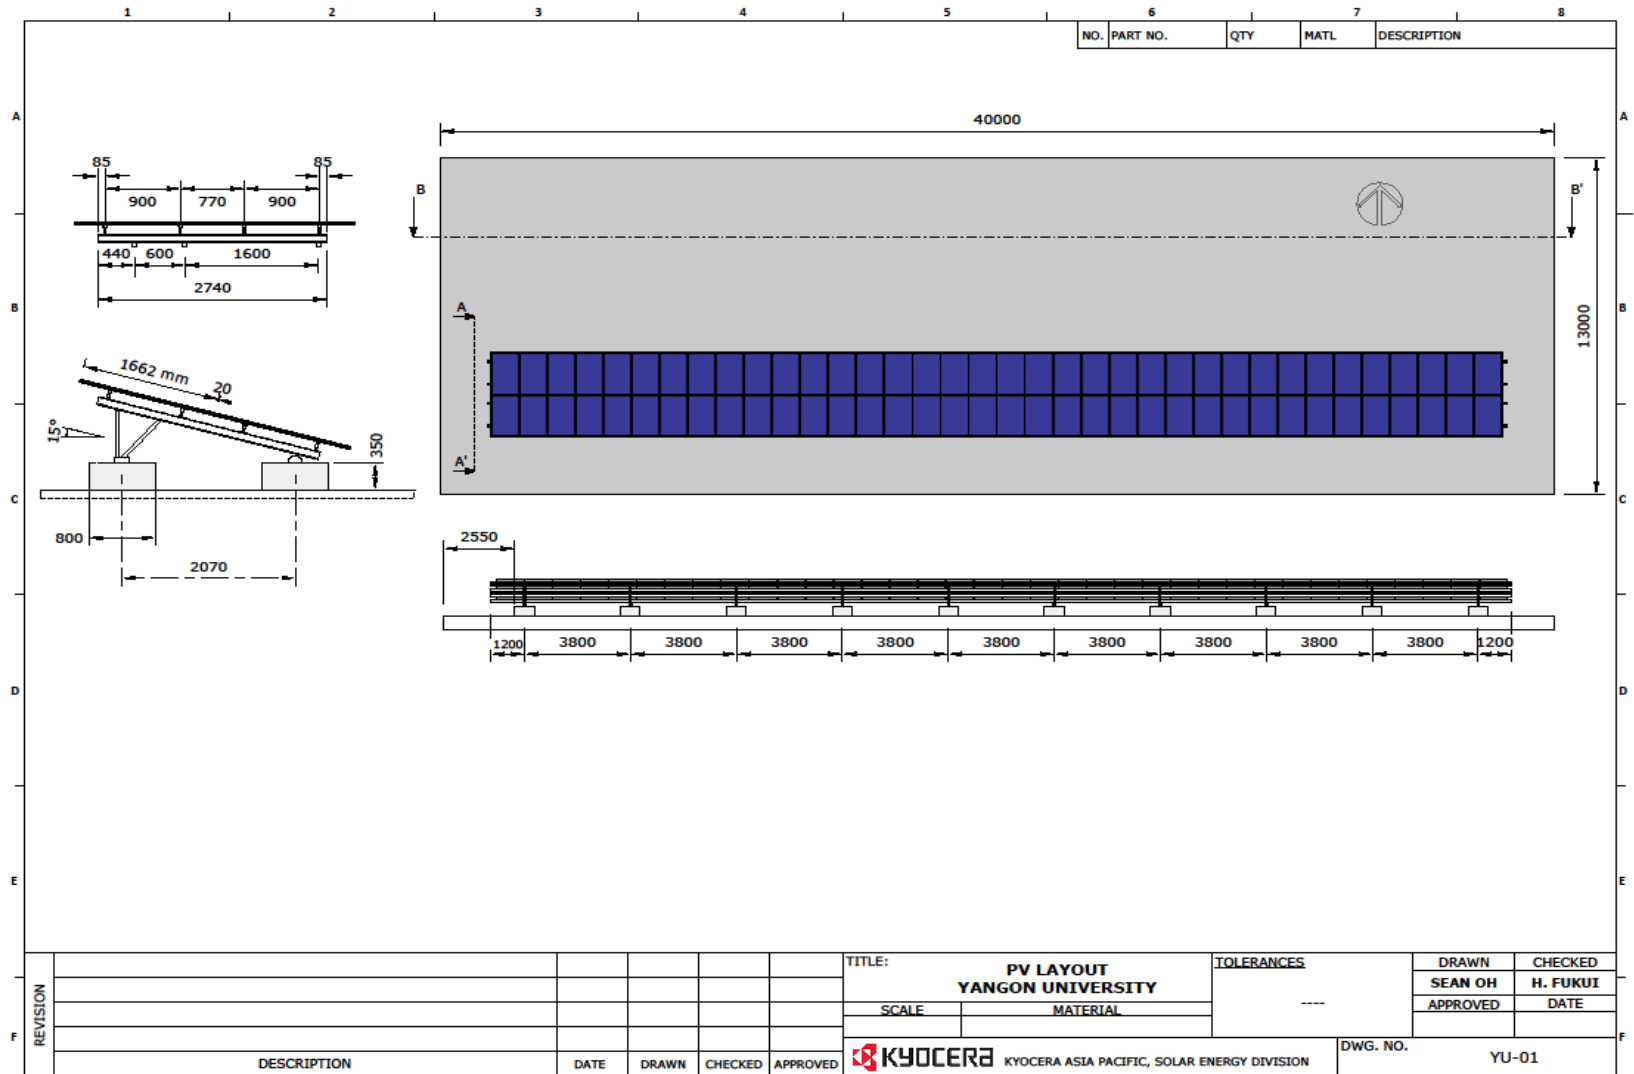 1 2 3 4 5 6 7 8
NO. PART NO. QTY MATL DESCRIPTION
A A
40000
85 85
900 770 900
B B'
440 600 1600
2740
B B
A
13000
1662 mm
20
15°
350
A'
C C
800
2550
2070
1200 3800 3800 3800 3800 3800 3800 3800 3800 3800 1200
D D
E E
REVISION
TITLE:
PV LAYOUT
YANGON UNIVERSITY
TOLERANCES
----
DRAWN CHECKED
SEAN OH H. FUKUI
APPROVED DATE
SCALE MATERIAL
F F
DESCRIPTION DATE DRAWN CHECKED APPROVED
KYOCERA KYOCERA ASIA PACIFIC, SOLAR ENERGY DIVISION
DWG. NO.
YU-01